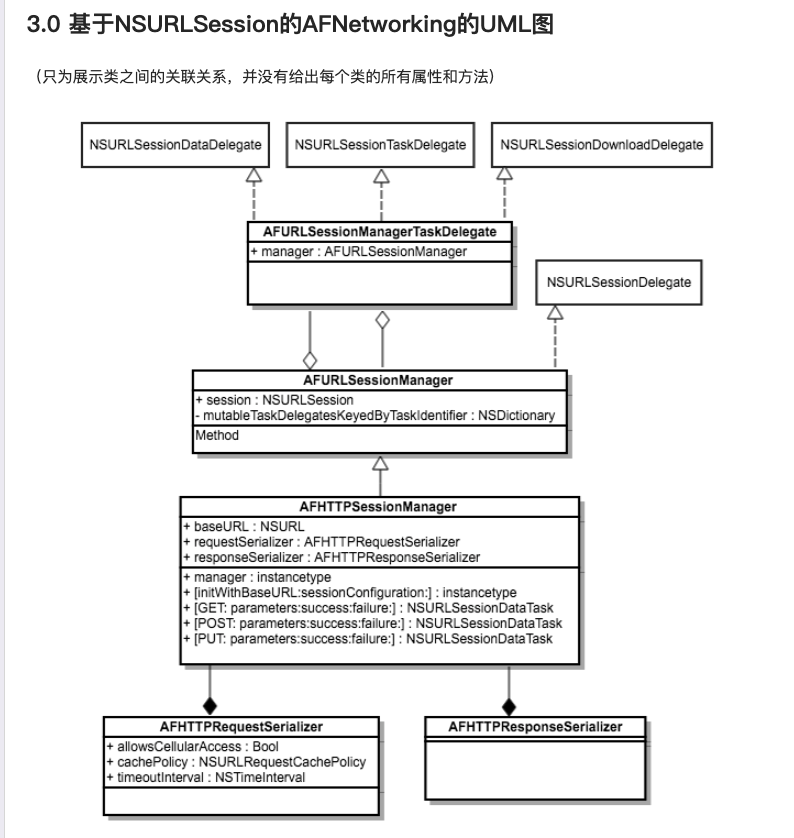 3.0 基于NSURLSession的AFNetworking的UML图
（只为展示类之间的关联关系，并没有给出每个类的所有属性和方法）
NSURLSessionDataDelegate
NSURLSessionTaskDelegate
NSURLSessionDownloadDelegate
AFURLSessionManagerTaskDelegate
+ manager : AFURLSessionManager
NSURLSessionDelegate
AFURLSessionManager
+ session : NSURLSession
- mutableTaskDelegatesKeyedByTaskIdentifier : NSDictionary
Method
AFHTTPSessionManager
+ baseURL : NSURL
+ requestSerializer : AFHTTPRequestSerializer
+ responseSerializer : AFHTTPResponseSerializer
+ manager : instancetype
+ [initWithBaseURL:sessionConfiguration:] : instancetype
+ [GET: parameters:success:failure:] : NSURLSessionDataTask
+ [POST: parameters:success:failure:] : NSURLSessionDataTask
+ [PUT: parameters:success:failure:] : NSURLSessionDataTask
AFHTTPRequestSerializer
+ allowsCellularAccess : Bool
+ cachePolicy : NSURLRequestCachePolicy
+ timeoutInterval : NSTimeInterval
AFHTTPResponseSerializer